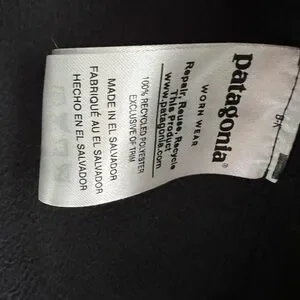 patagonia®
WORN WEAR
Repair, Reuse, Recycle
This Product
www.patagonia.com
100% RECYCLED POLYESTER
EXCLUSIVE OF TRIM
MADE IN EL SALVADOR
FABRIQUÉ AU EL SALVADOR
HECHO EN EL SALVADOR